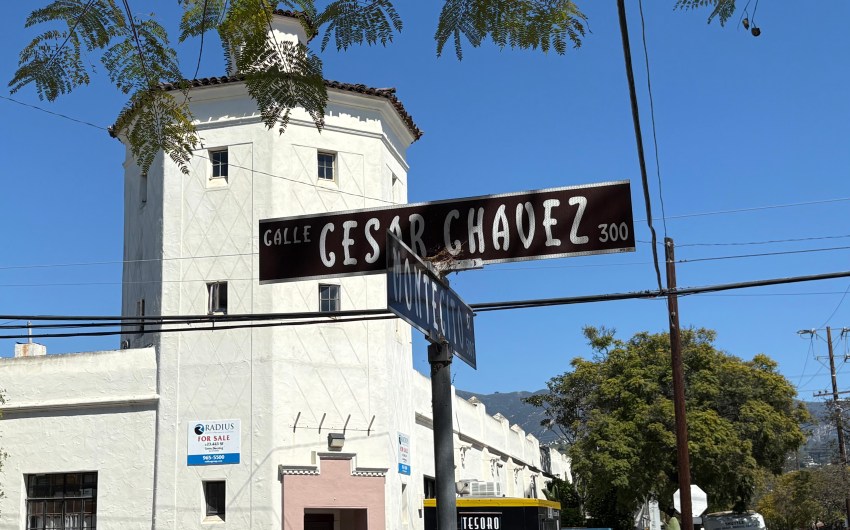 CALLE CESAR CHAVEZ 300
MONTECITO
RADIUS
FOR SALE
965-5500
TESORO